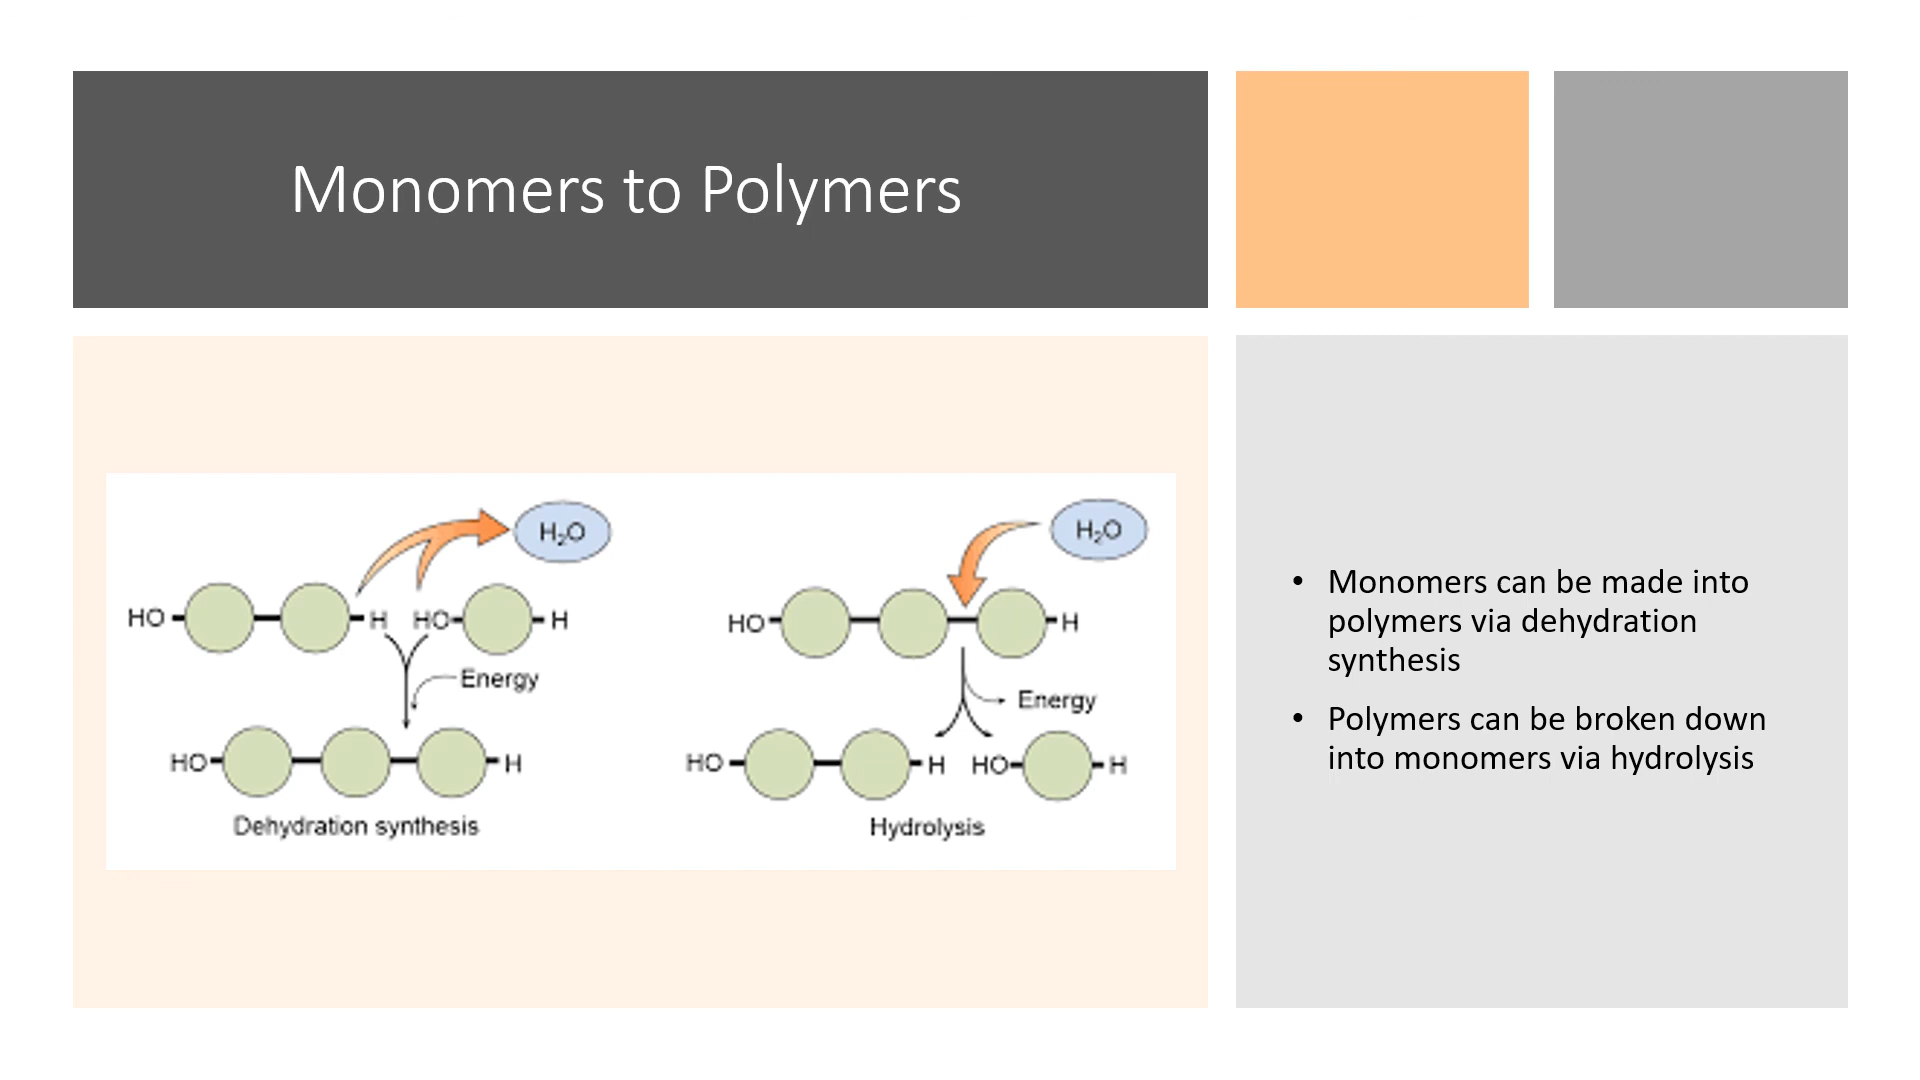 Monomers to Polymers
H₂O
HO H HO H
Energy
HO H
Dehydration synthesis
H₂O
HO H
Energy
HO H HO H
Hydrolysis
• Monomers can be made into
polymers via dehydration
synthesis
• Polymers can be broken down
into monomers via hydrolysis